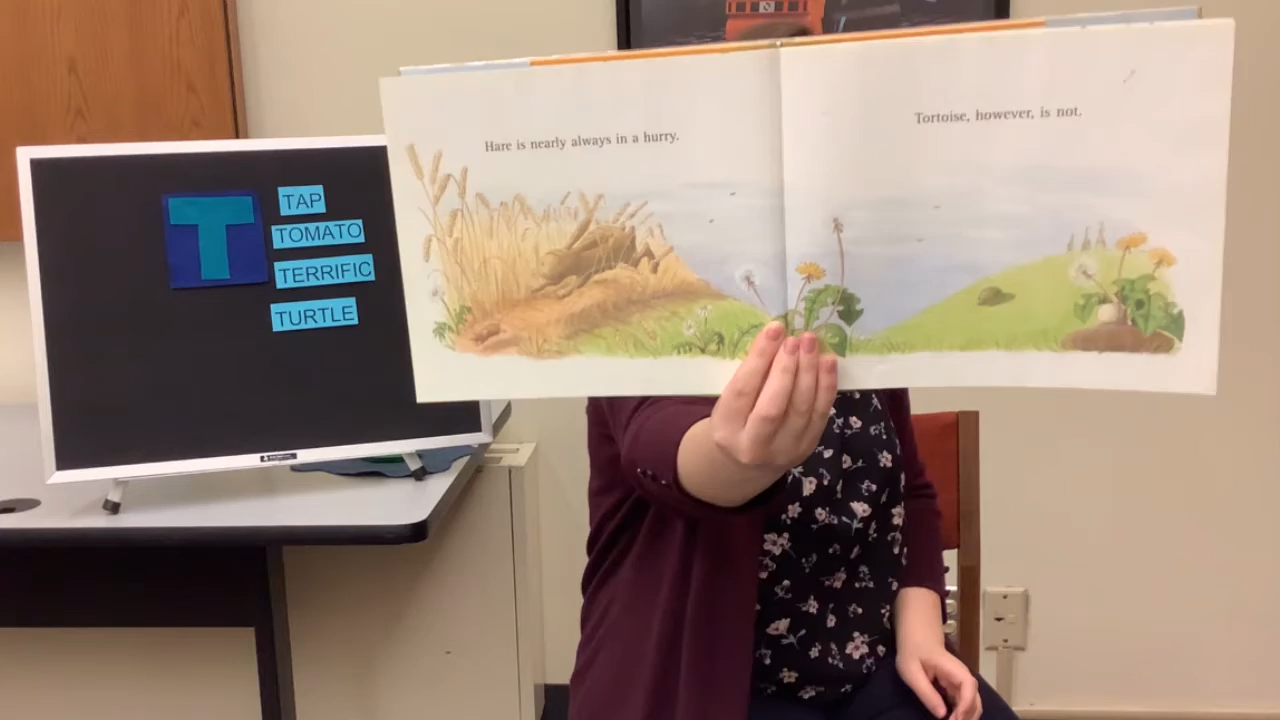 T
TAP
TOMATO
TERRIFIC
TURTLE
Hare is nearly always in a hurry.
Tortoise, however, is not.